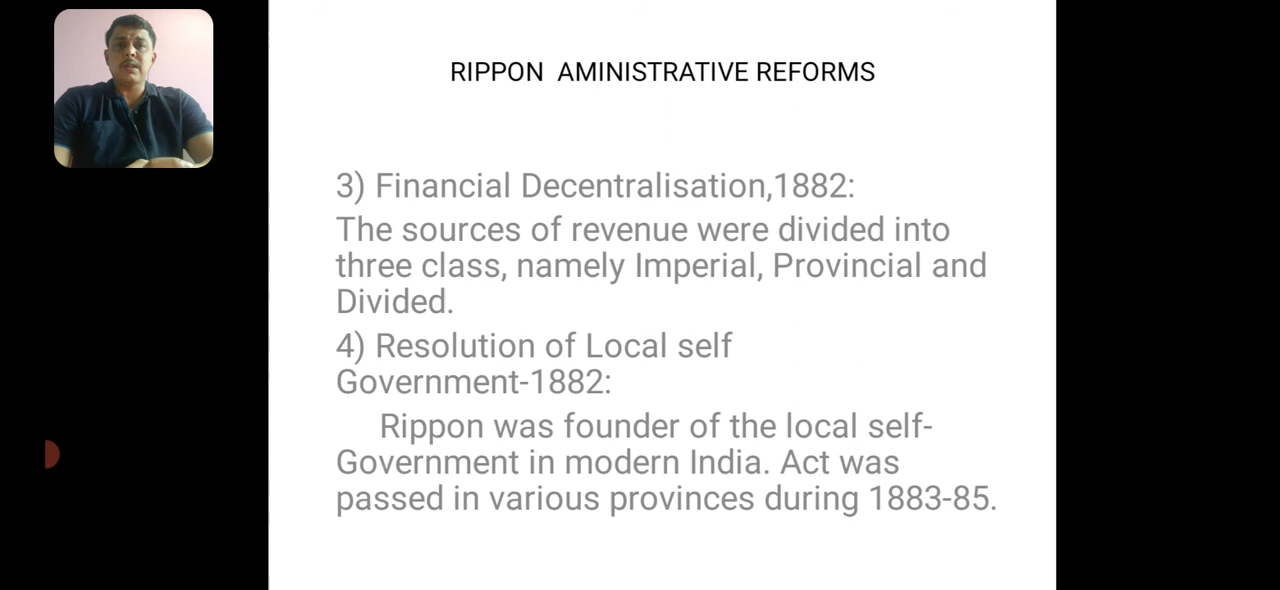 RIPPON AMINISTRATIVE REFORMS
3) Financial Decentralisation,1882:
The sources of revenue were divided into
three class, namely Imperial, Provincial and
Divided.
4) Resolution of Local self
Government-1882:
Rippon was founder of the local self-
Government in modern India. Act was
passed in various provinces during 1883-85.